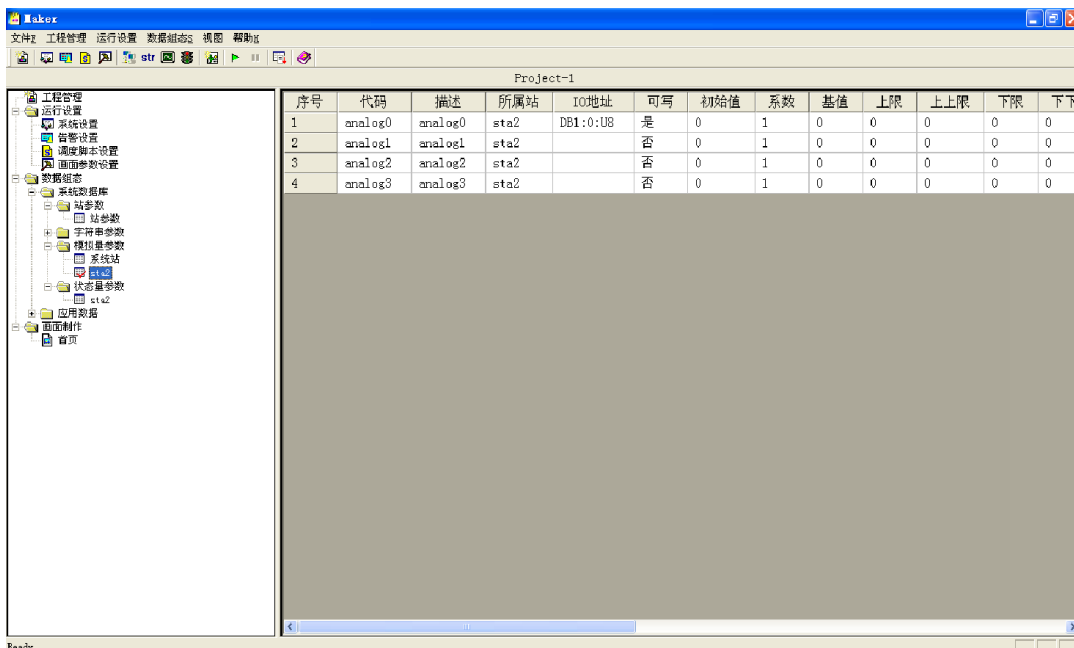 Maker
文件F 工程管理 运行设置 数据组态S 视图 帮助H
str
Project-1
工程管理
运行设置
系统设置
告警设置
调度脚本设置
画面参数设置
数据组态
系统数据库
站参数
站参数
字符串参数
模拟量参数
系统站
sta2
状态量参数
sta2
应用数据
画面制作
首页
序号 代码 描述 所属站 IO地址 可写 初始值 系数 基值 上限 上上限 下限 下下
1 analog0 analog0 sta2 DB1:0:U8 是 0 1 0 0 0 0 0
2 analog1 analog1 sta2 否 0 1 0 0 0 0 0
3 analog2 analog2 sta2 否 0 1 0 0 0 0 0
4 analog3 analog3 sta2 否 0 1 0 0 0 0 0
Ready